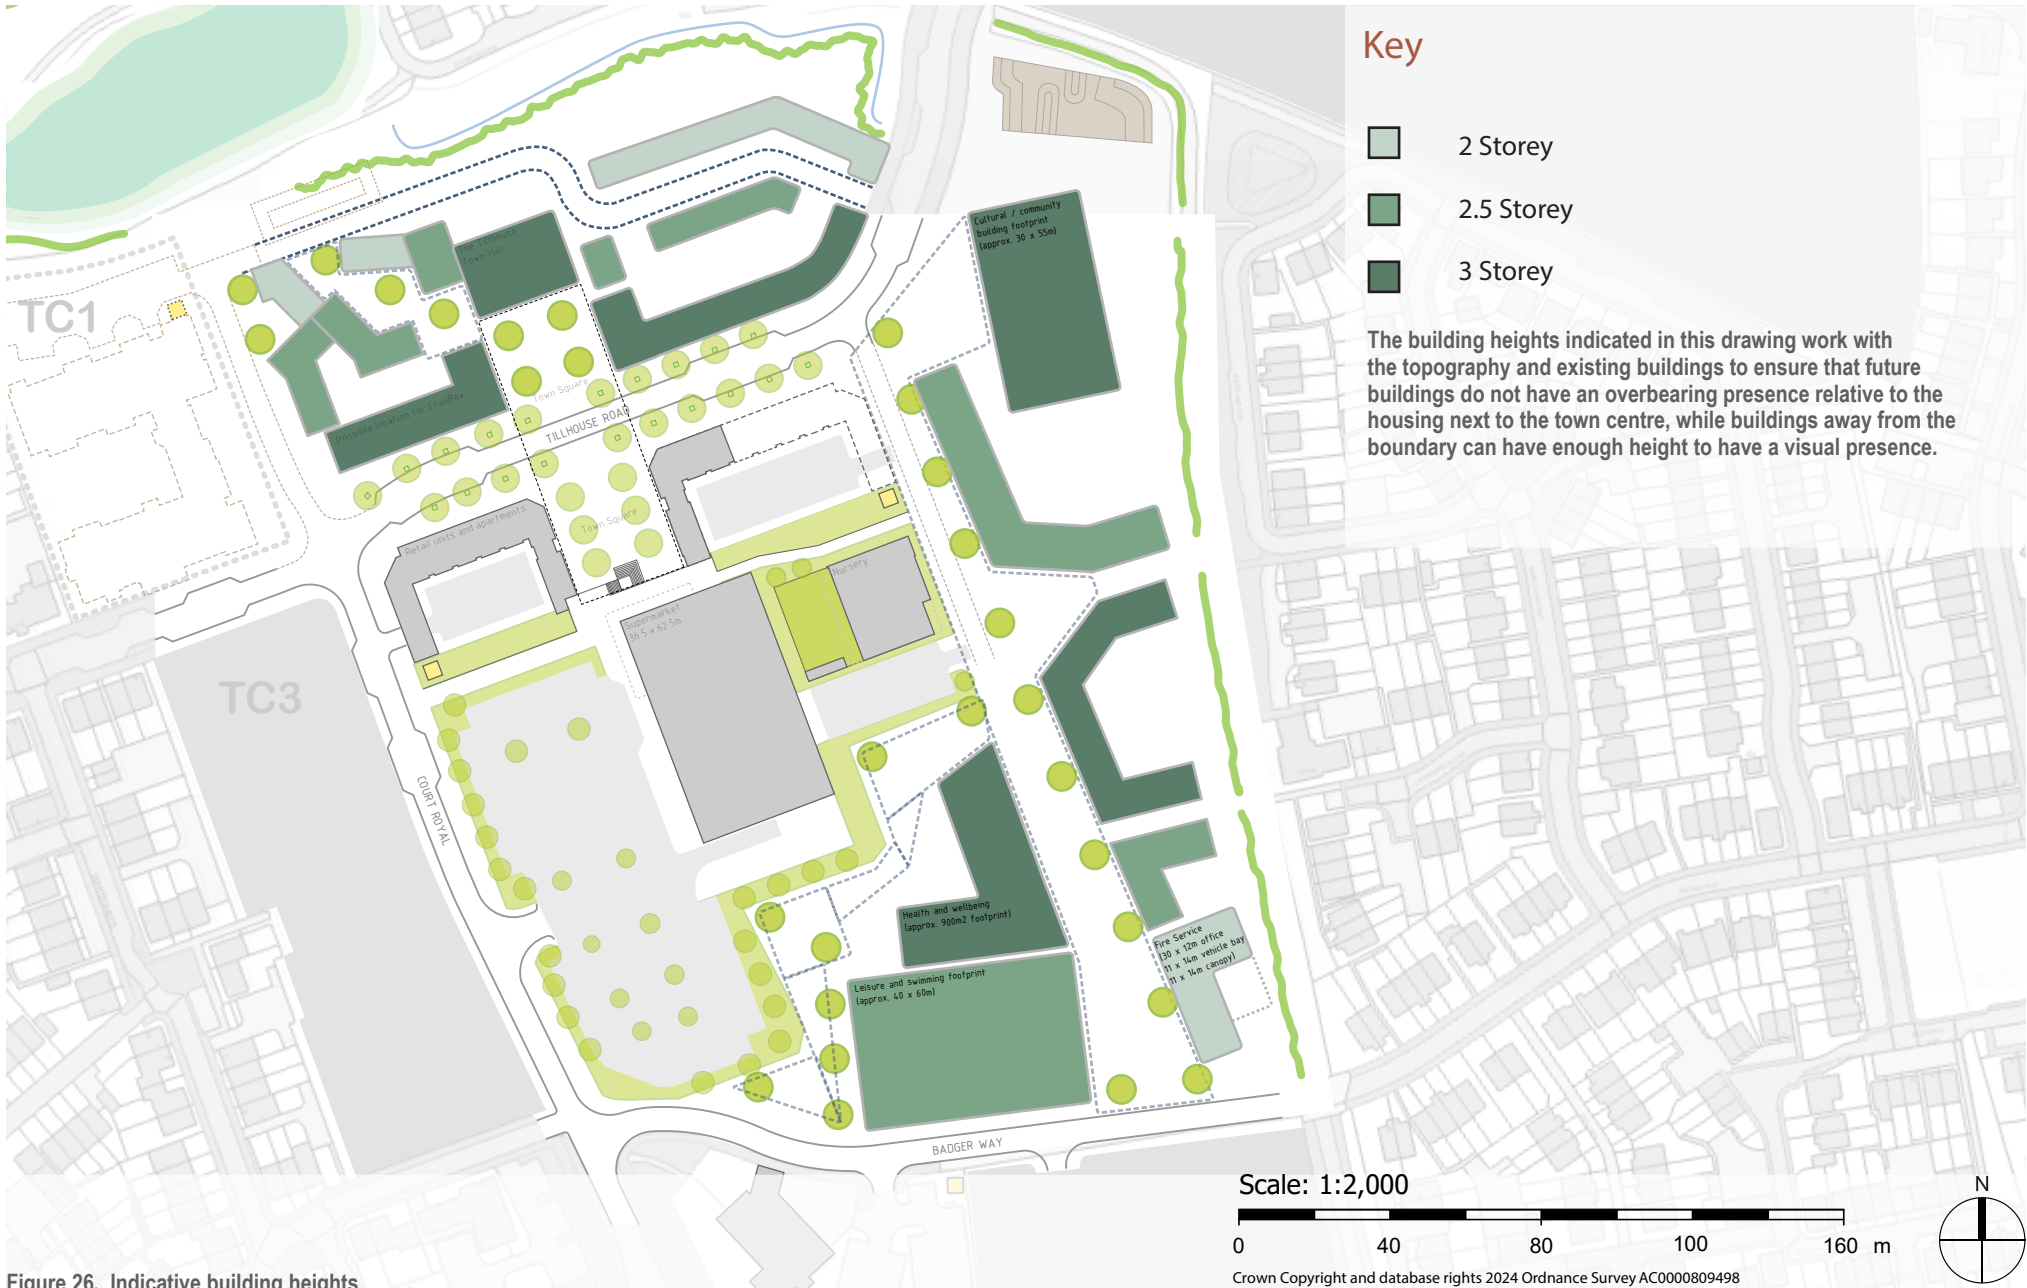 Key
2 Storey
2.5 Storey
3 Storey
The building heights indicated in this drawing work with
the topography and existing buildings to ensure that future
buildings do not have an overbearing presence relative to the
housing next to the town centre, while buildings away from the
boundary can have enough height to have a visual presence.
Cultural / community
building footprint
(approx. 30 x 55m)
The Tillhouse
Town Hall
TC1
Town Square
Possible location for CranBox
TILLHOUSE ROAD
Retail units and apartments
Town Square
Nursery
Supermarket
36.5 x 62.5m
TC3
COURT ROYAL
Health and wellbeing
(approx. 900m2 footprint)
Fire Service
(30 x 12m office
11 x 14m vehicle bay
11 x 14m canopy)
Leisure and swimming footprint
(approx. 40 x 60m)
BADGER WAY
Scale: 1:2,000
N
0 40 80 100 160 m
Crown Copyright and database rights 2024 Ordnance Survey AC0000809498
Figure 26. Indicative building heights